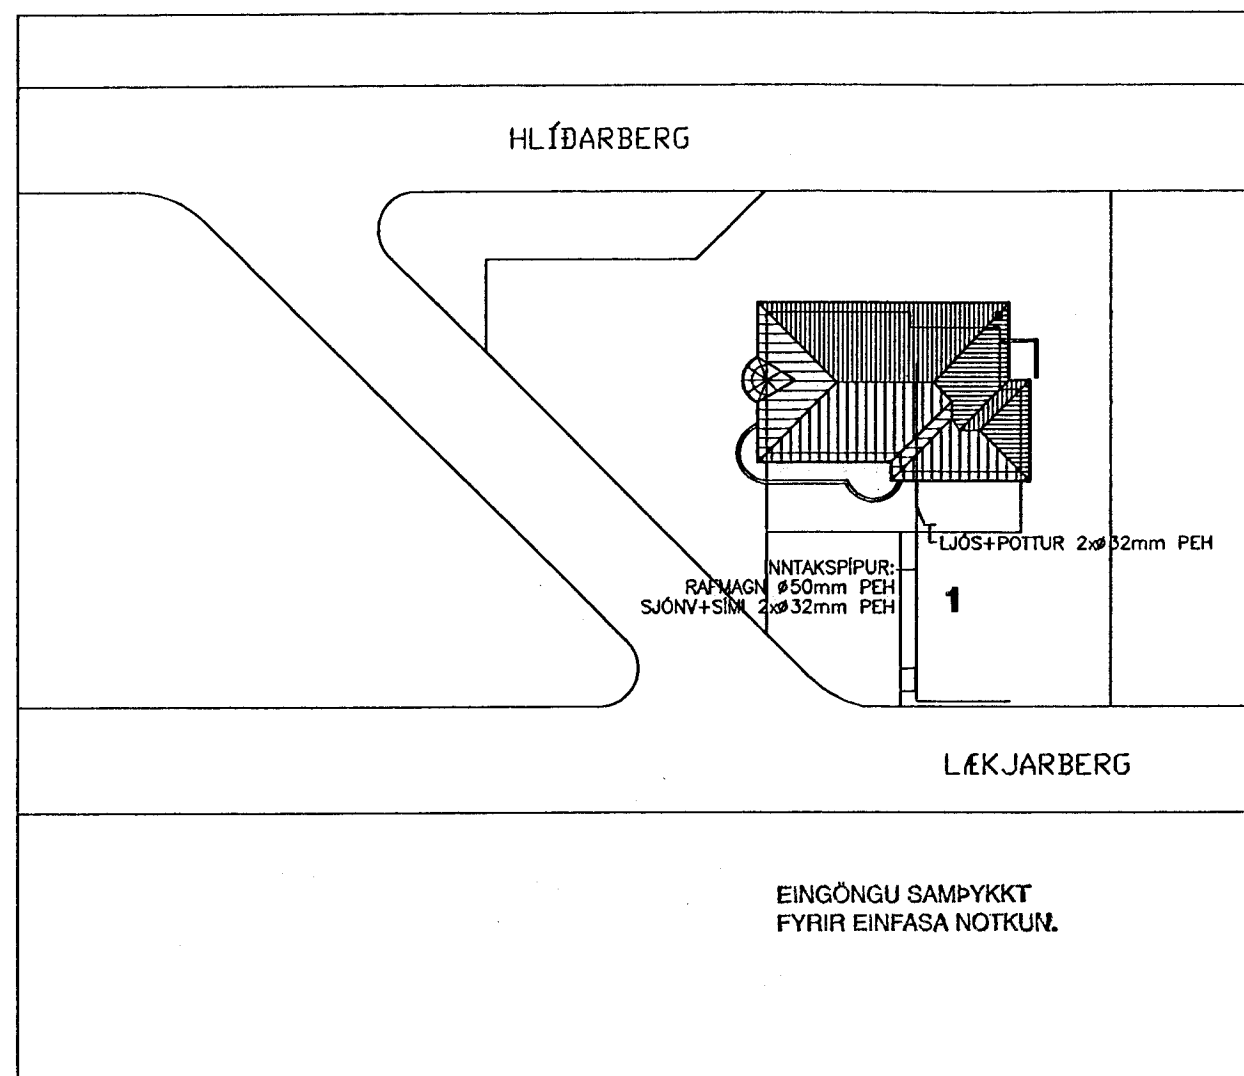 HLÍÐARBERG
LJÓS+POTTUR 2xø32mm PEH
INNTAKSPÍPUR:
RAFMAGN ø50mm PEH
SJÓNV+SÍMI 2xø32mm PEH
1
LÆKJARBERG
EINGÖNGU SAMÞYKKT
FYRIR EINFASA NOTKUN.